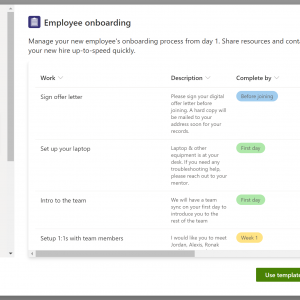 Employee onboarding
Manage your new employee's onboarding process from day 1. Share resources and conta
your new hire up-to-speed quickly.
Work
Description
Complete by
Sign offer letter
Please sign your digital
offer letter before
joining. A hard copy will
be mailed to your
address soon for your
records.
Before joining
Set up your laptop
Laptop & other
equipment is at your
desk. If you need any
troubleshooting help,
please reach out to your
mentor.
First day
Intro to the team
We will have a team
sync on your first day to
introduce you to the
rest of the team
First day
Setup 1:1s with team members
I would like you to meet
Jordan, Alexis, Ronak
Week 1
Use template